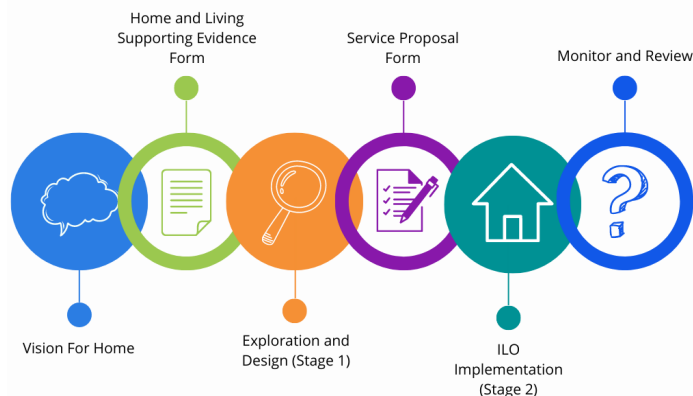 Home and Living
Supporting Evidence
Form
Service Proposal
Form
Monitor and Review
Vision For Home
Exploration and
Design (Stage 1)
ILO
Implementation
(Stage 2)